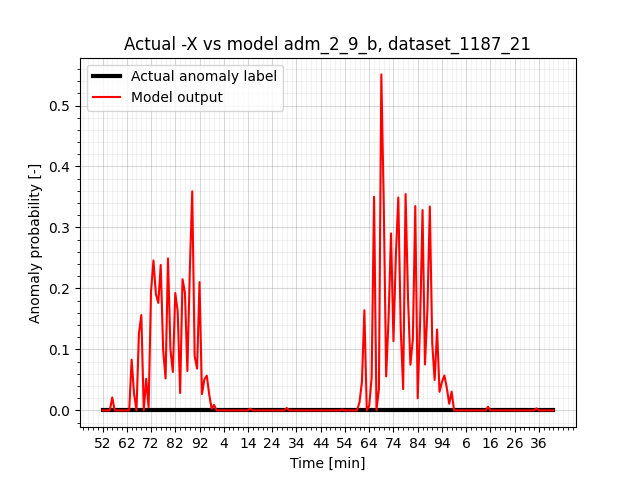 Actual -X vs model adm_2_9_b, dataset_1187_21
Actual anomaly label
Model output
Anomaly probability [-]
0.5
0.4
0.3
0.2
0.1
0.0
52 62 72 82 92 4 14 24 34 44 54 64 74 84 94 6 16 26 36
Time [min]